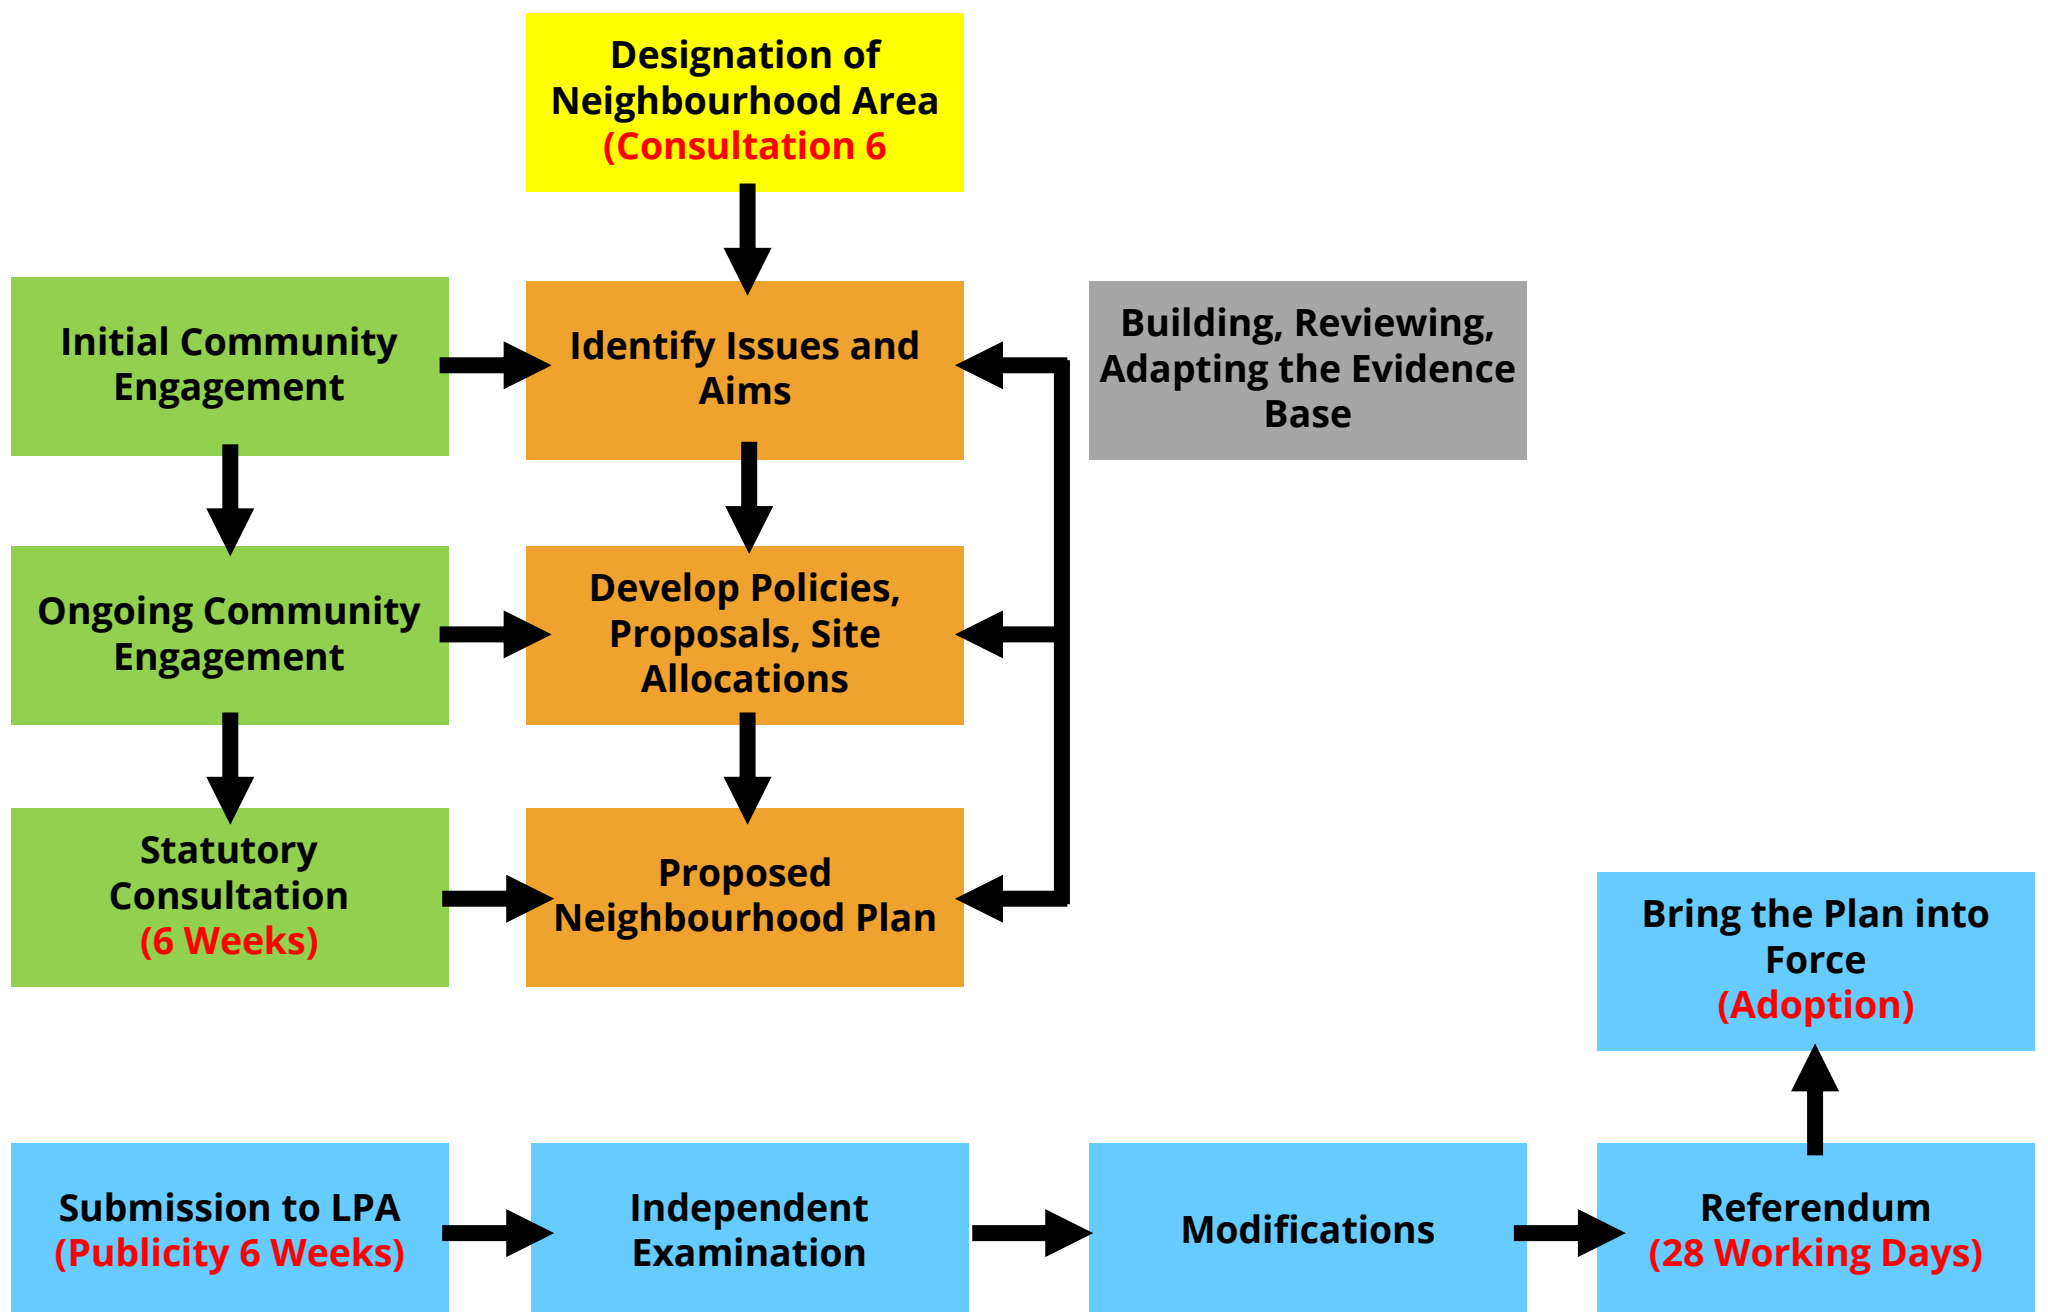 Designation of
Neighbourhood Area
(Consultation 6
Initial Community
Engagement
Identify Issues and
Aims
Building, Reviewing,
Adapting the Evidence
Base
Ongoing Community
Engagement
Develop Policies,
Proposals, Site
Allocations
Statutory
Consultation
(6 Weeks)
Proposed
Neighbourhood Plan
Bring the Plan into
Force
(Adoption)
Submission to LPA
(Publicity 6 Weeks)
Independent
Examination
Modifications
Referendum
(28 Working Days)